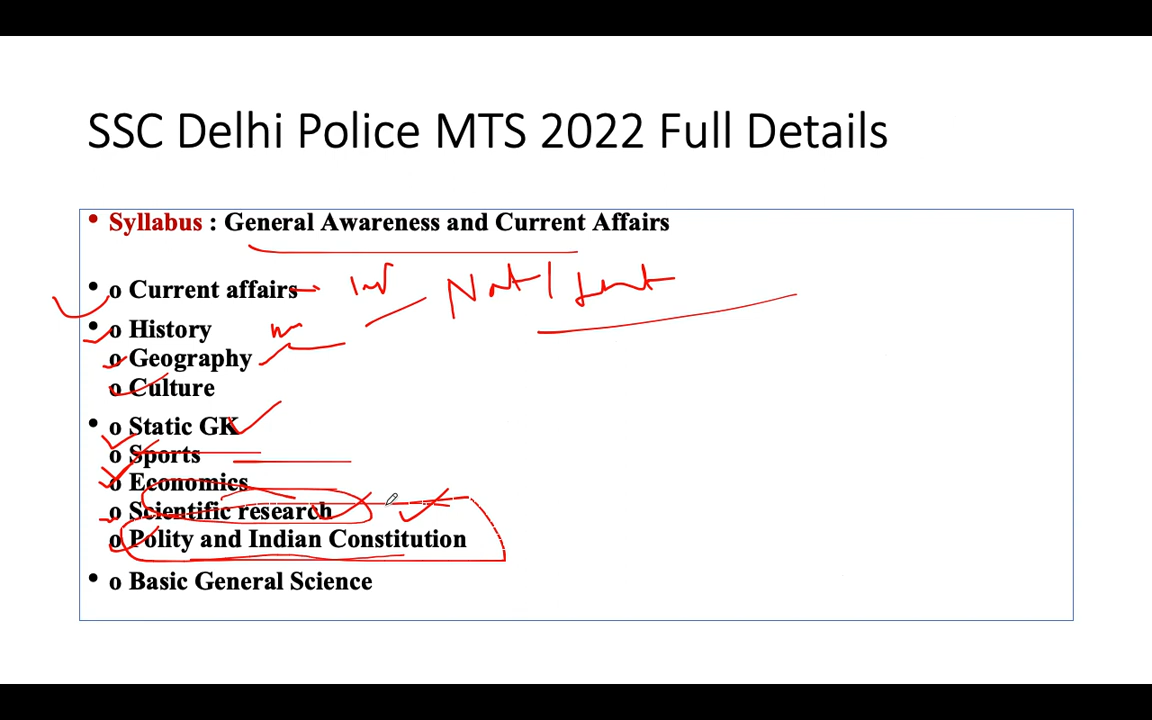 SSC Delhi Police MTS 2022 Full Details
• Syllabus : General Awareness and Current Affairs
• o Current affairs
• o History
o Geography
o Culture
• o Static GK
o Sports
o Economics
o Scientific research
o Polity and Indian Constitution
• o Basic General Science